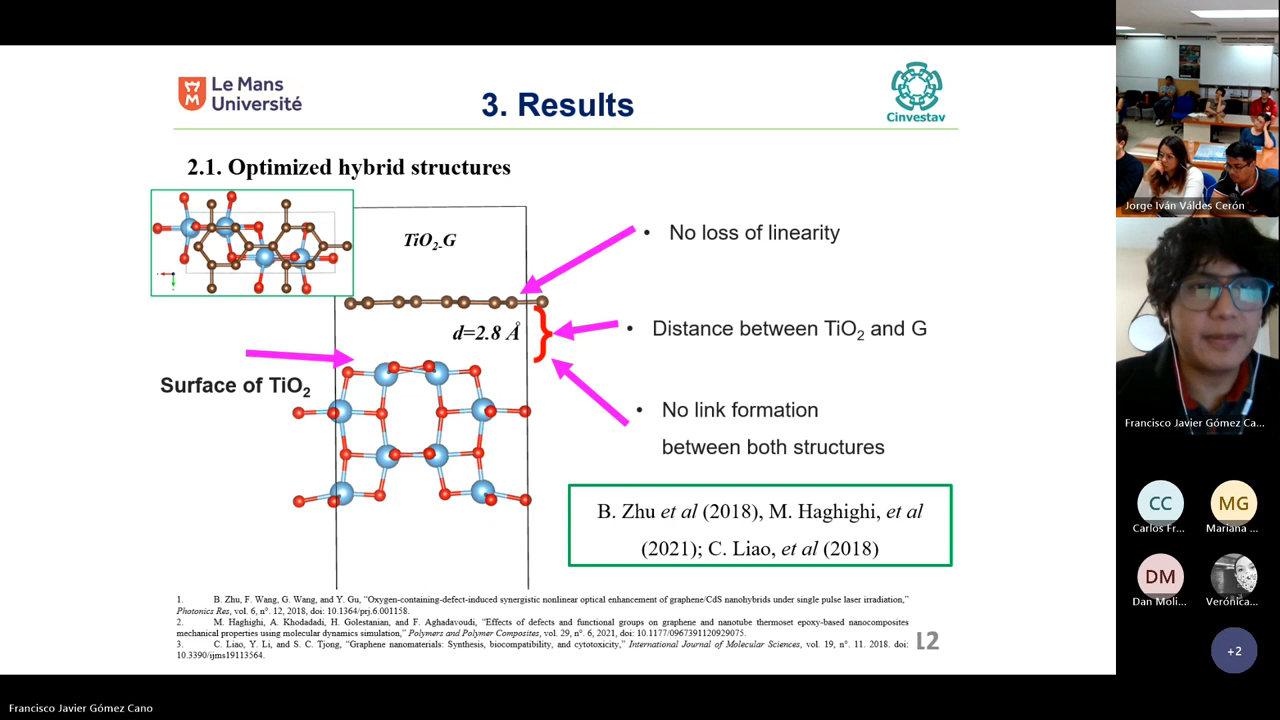 Le Mans
Université
3. Results
Cinvestav
2.1. Optimized hybrid structures
TiO2-G
No loss of linearity
d=2.8 Å
Distance between TiO2 and G
Surface of TiO2
No link formation
between both structures
B. Zhu et al (2018), M. Haghighi, et al
(2021); C. Liao, et al (2018)
1. B. Zhu, F. Wang, G. Wang, and Y. Gu, “Oxygen-containing-defect-induced synergistic nonlinear optical enhancement of graphene/CdS nanohybrids under single pulse laser irradiation,”
Photonics Res, vol. 6, n°. 12, 2018, doi: 10.1364/prj.6.001158.
2. M. Haghighi, A. Khodadadi, H. Golestanian, and F. Aghadavoudi, “Effects of defects and functional groups on graphene and nanotube thermoset epoxy-based nanocomposites
mechanical properties using molecular dynamics simulation,” Polymers and Polymer Composites, vol. 29, n°. 6, 2021, doi: 10.1177/0967391120929075.
3. C. Liao, Y. Li, and S. C. Tjong, “Graphene nanomaterials: Synthesis, biocompatibility, and cytotoxicity,” International Journal of Molecular Sciences, vol. 19, n°. 11. 2018. doi:
10.3390/ijms19113564.
12
Jorge Iván Váldes Cerón
Francisco Javier Gómez Ca...
CC
MG
Carlos Fr...
Mariana ...
DM
Dan Moli...
Verónica...
+2
Francisco Javier Gómez Cano